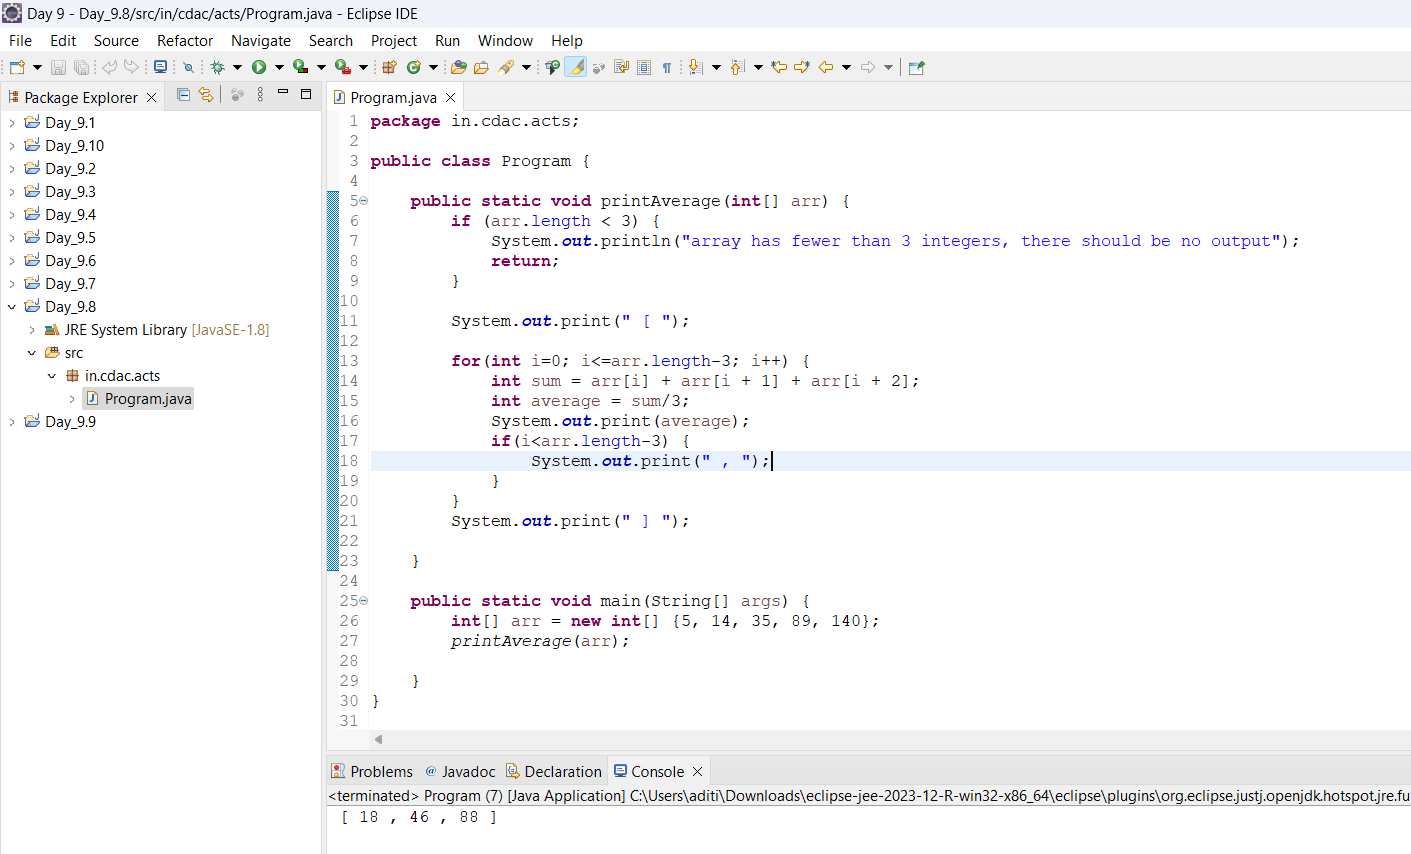 Day 9 - Day_9.8/src/in/cdac/acts/Program.java - Eclipse IDE
File Edit Source Refactor Navigate Search Project Run Window Help
Package Explorer
Day_9.1
Day_9.10
Day_9.2
Day_9.3
Day_9.4
Day_9.5
Day_9.6
Day_9.7
Day_9.8
JRE System Library [JavaSE-1.8]
src
in.cdac.acts
Program.java
Day_9.9
Program.java
1 package in.cdac.acts;
2
3 public class Program {
4
5     public static void printAverage(int[] arr) {
6         if (arr.length < 3) {
7             System.out.println("array has fewer than 3 integers, there should be no output");
8             return;
9         }
10
11         System.out.print(" [ ");
12
13         for(int i=0; i<=arr.length-3; i++) {
14             int sum = arr[i] + arr[i + 1] + arr[i + 2];
15             int average = sum/3;
16             System.out.print(average);
17             if(i<arr.length-3) {
18                 System.out.print(" , ");
19             }
20         }
21         System.out.print(" ] ");
22
23     }
24
25     public static void main(String[] args) {
26         int[] arr = new int[] {5, 14, 35, 89, 140};
27         printAverage(arr);
28
29     }
30 }
31
Problems @ Javadoc Declaration Console
<terminated> Program (7) [Java Application] C:\Users\aditi\Downloads\eclipse-jee-2023-12-R-win32-x86_64\eclipse\plugins\org.eclipse.justj.openjdk.hotspot.jre.fu
[ 18 , 46 , 88 ]